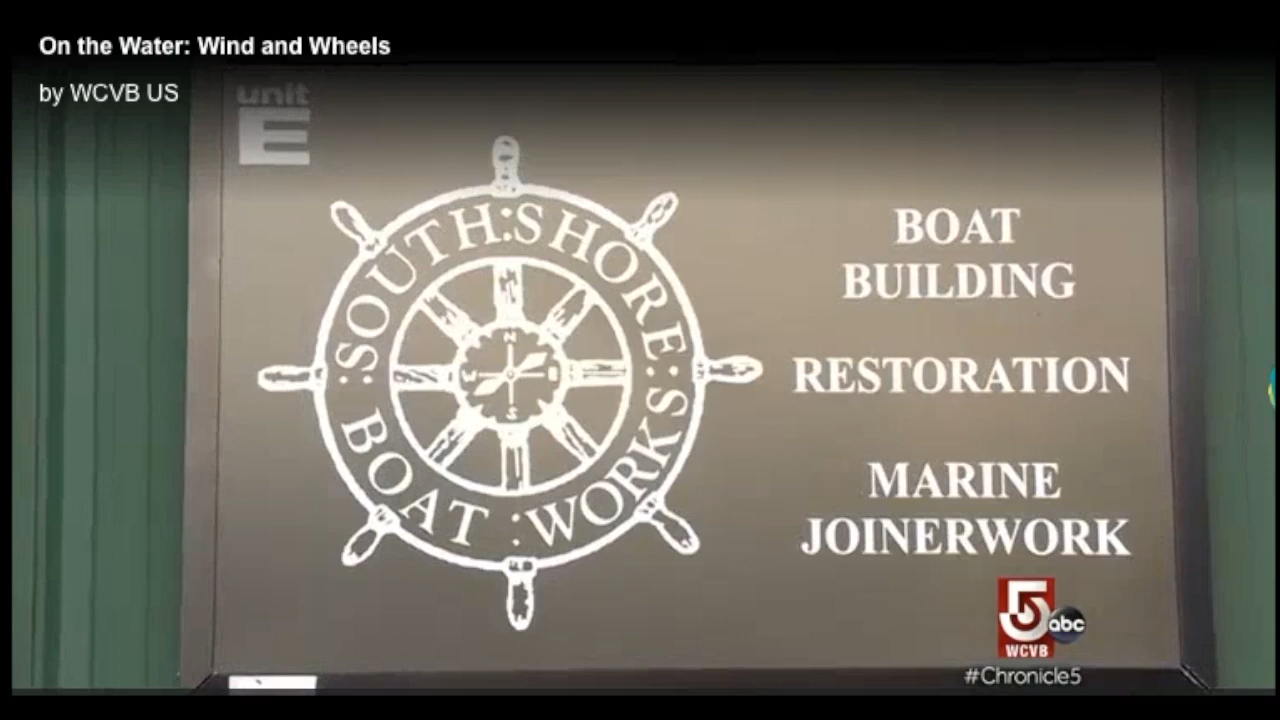 On the Water: Wind and Wheels
by WCVB US
unit
E
:SOUTH:SHORE:
BOAT :WORKS
N
W
E
S
BOAT
BUILDING
RESTORATION
MARINE
JOINERWORK
5
abc
WCVB
#Chronicle5